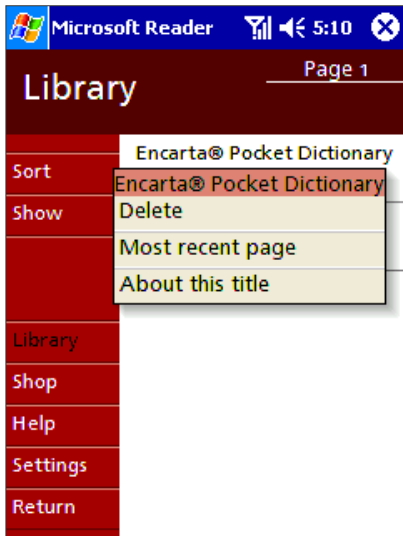 Microsoft Reader 5:10
Library
Page 1
Encarta® Pocket Dictionary
Sort
Encarta® Pocket Dictionary
Show
Delete
Most recent page
About this title
Library
Shop
Help
Settings
Return